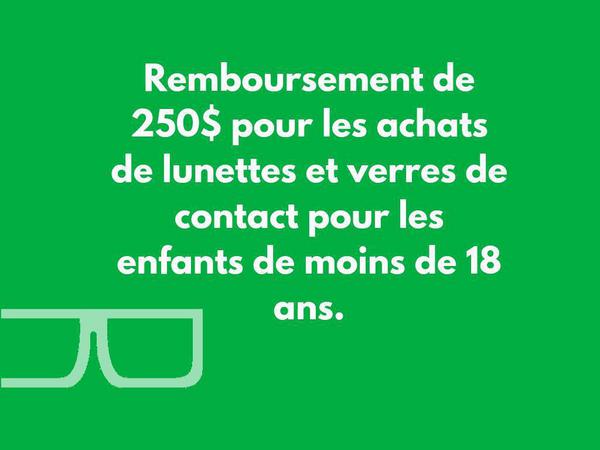 Remboursement de
250$ pour les achats
de lunettes et verres de
contact pour les
enfants de moins de 18
ans.